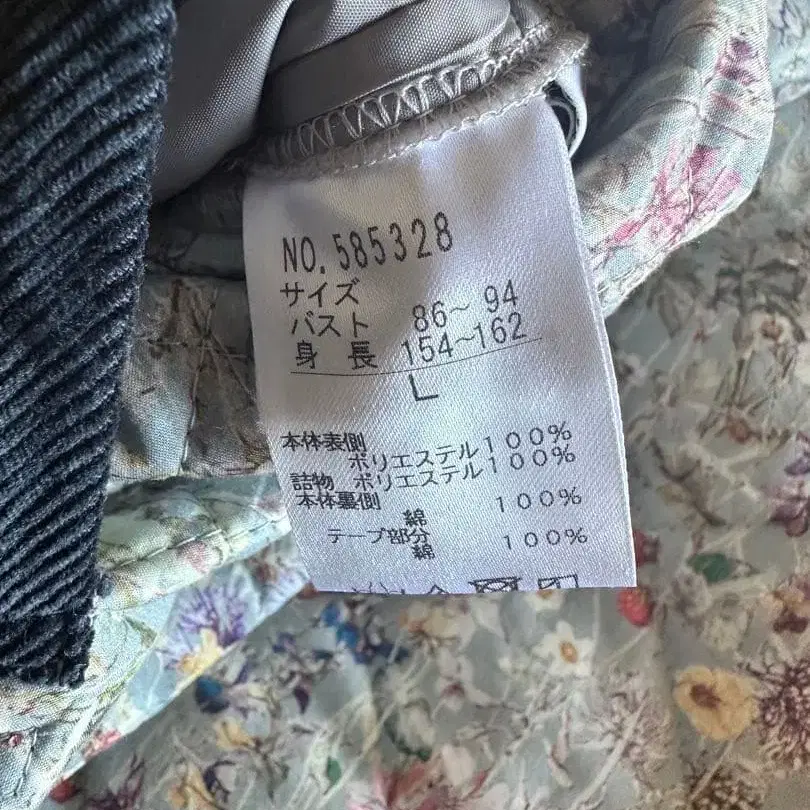 NO.585328
サイズ
バスト 86〜94
身長 154〜162
L
本体表側
ポリエステル100%
詰物 ポリエステル100%
本体裏側
綿 100%
テープ部分
綿 100%